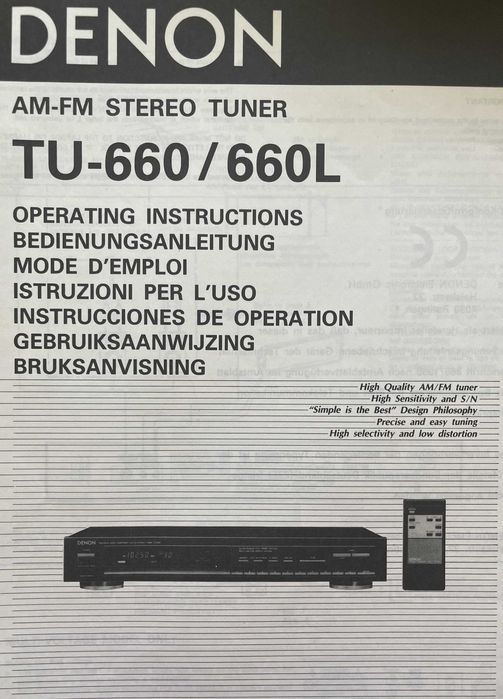 DENON
AM-FM STEREO TUNER
TU-660 / 660L
OPERATING INSTRUCTIONS
BEDIENUNGSANLEITUNG
MODE D'EMPLOI
ISTRUZIONI PER L'USO
INSTRUCCIONES DE OPERATION
GEBRUIKSAANWIJZING
BRUKSANVISNING
High Quality AM/FM tuner
High Sensitivity and S/N
"Simple is the Best" Design Philosophy
Precise and easy tuning
High selectivity and low distortion
DENON